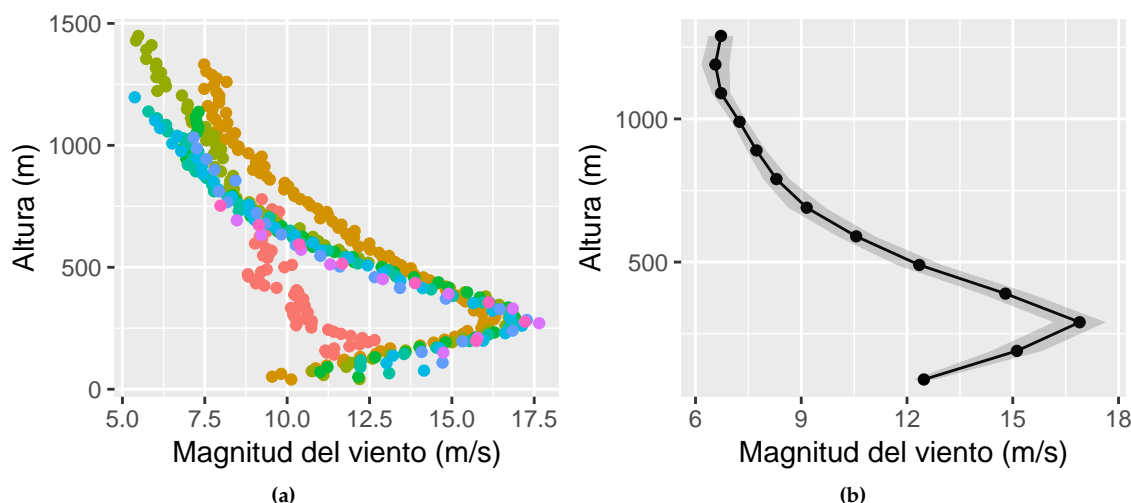 1500
1000
500
0
Altura (m)
5.0 7.5 10.0 12.5 15.0 17.5
Magnitud del viento (m/s)
(a)
1000
500
Altura (m)
6 9 12 15 18
Magnitud del viento (m/s)
(b)